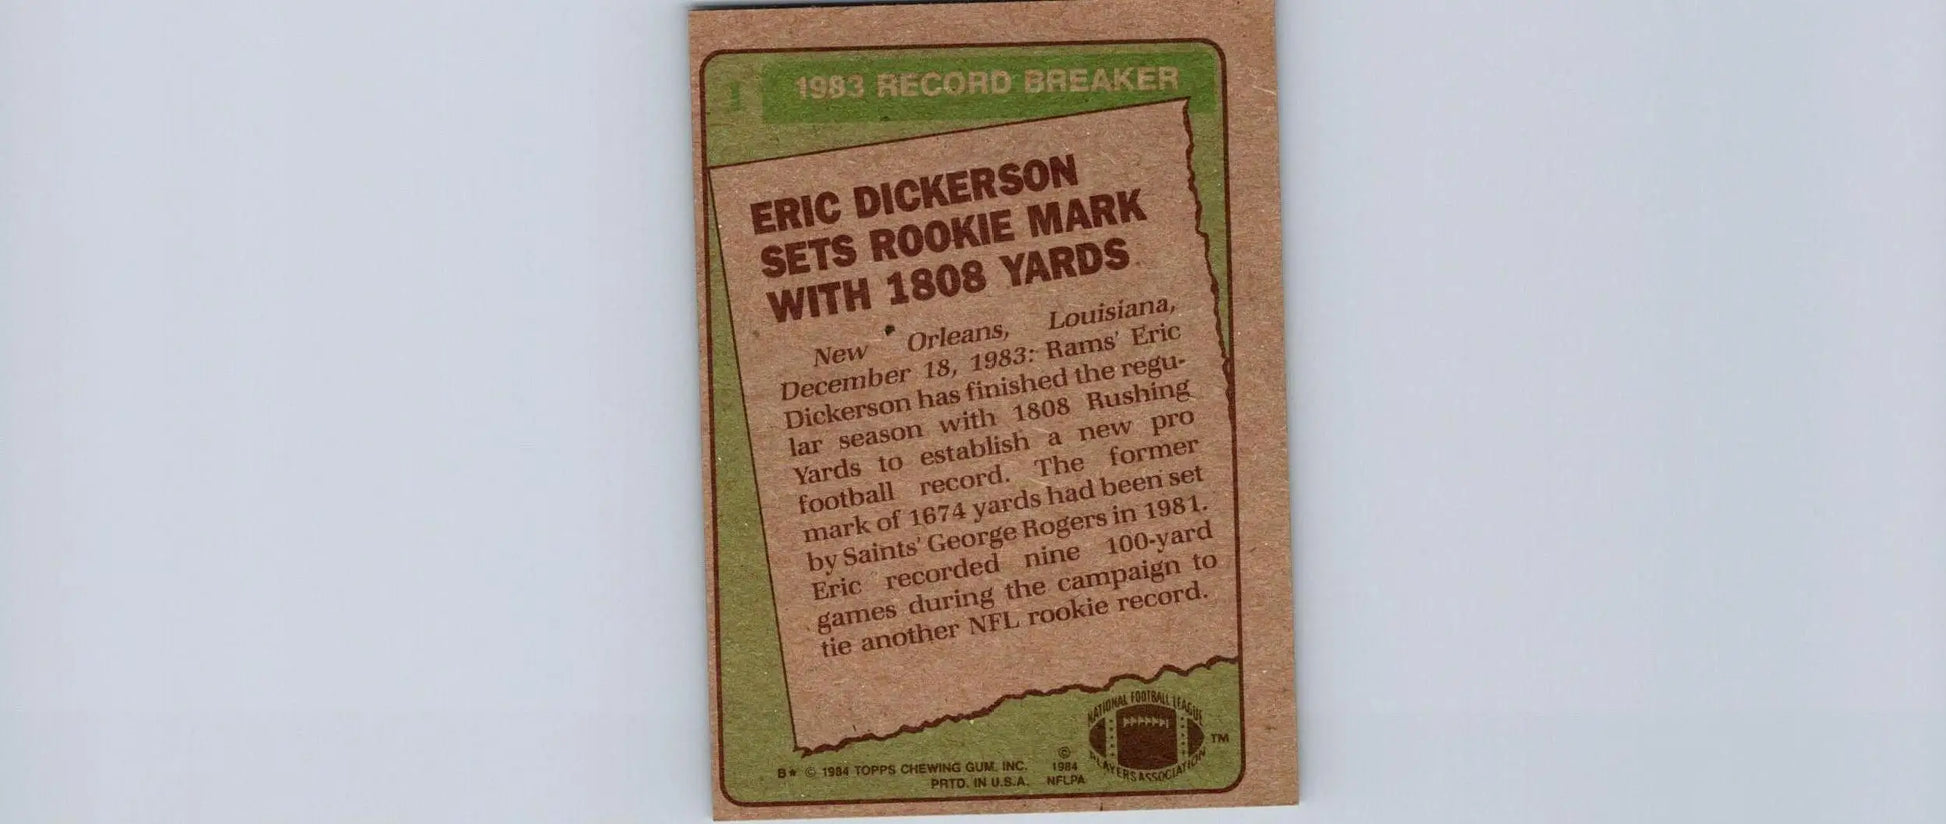 1
1983 RECORD BREAKER
ERIC DICKERSON
SETS ROOKIE MARK
WITH 1808 YARDS
New Orleans, Louisiana,
December 18, 1983: Rams' Eric
Dickerson has finished the regu-
lar season with 1808 Rushing
Yards to establish a new pro
football record. The former
mark of 1674 yards had been set
by Saints' George Rogers in 1981.
Eric recorded nine 100-yard
games during the campaign to
tie another NFL rookie record.
NATIONAL FOOTBALL LEAGUE
PLAYERS ASSOCIATION
TM
B★ © 1984 TOPPS CHEWING GUM, INC.
PRTD. IN U.S.A.
©
1984
NFLPA